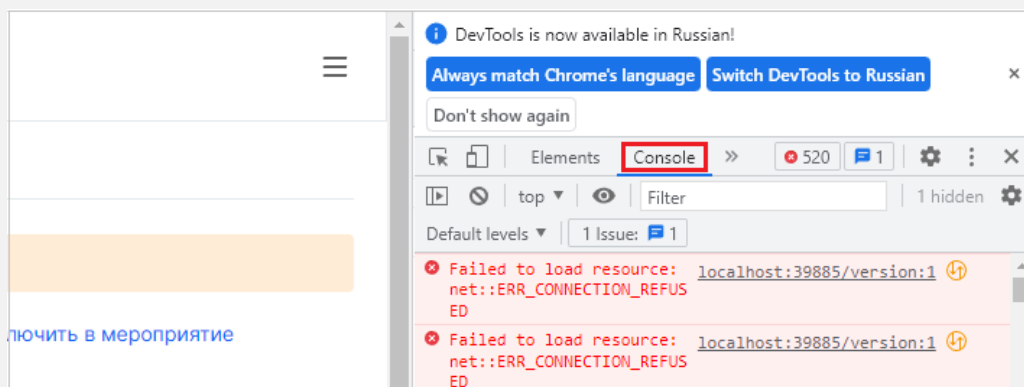 DevTools is now available in Russian!
Always match Chrome's language Switch DevTools to Russian
Don't show again
Elements Console 520 1
top Filter 1 hidden
Default levels 1 Issue: 1
Failed to load resource: localhost:39885/version:1
net::ERR_CONNECTION_REFUS
ED
Failed to load resource: localhost:39885/version:1
net::ERR_CONNECTION_REFUS
ED
лючить в мероприятие